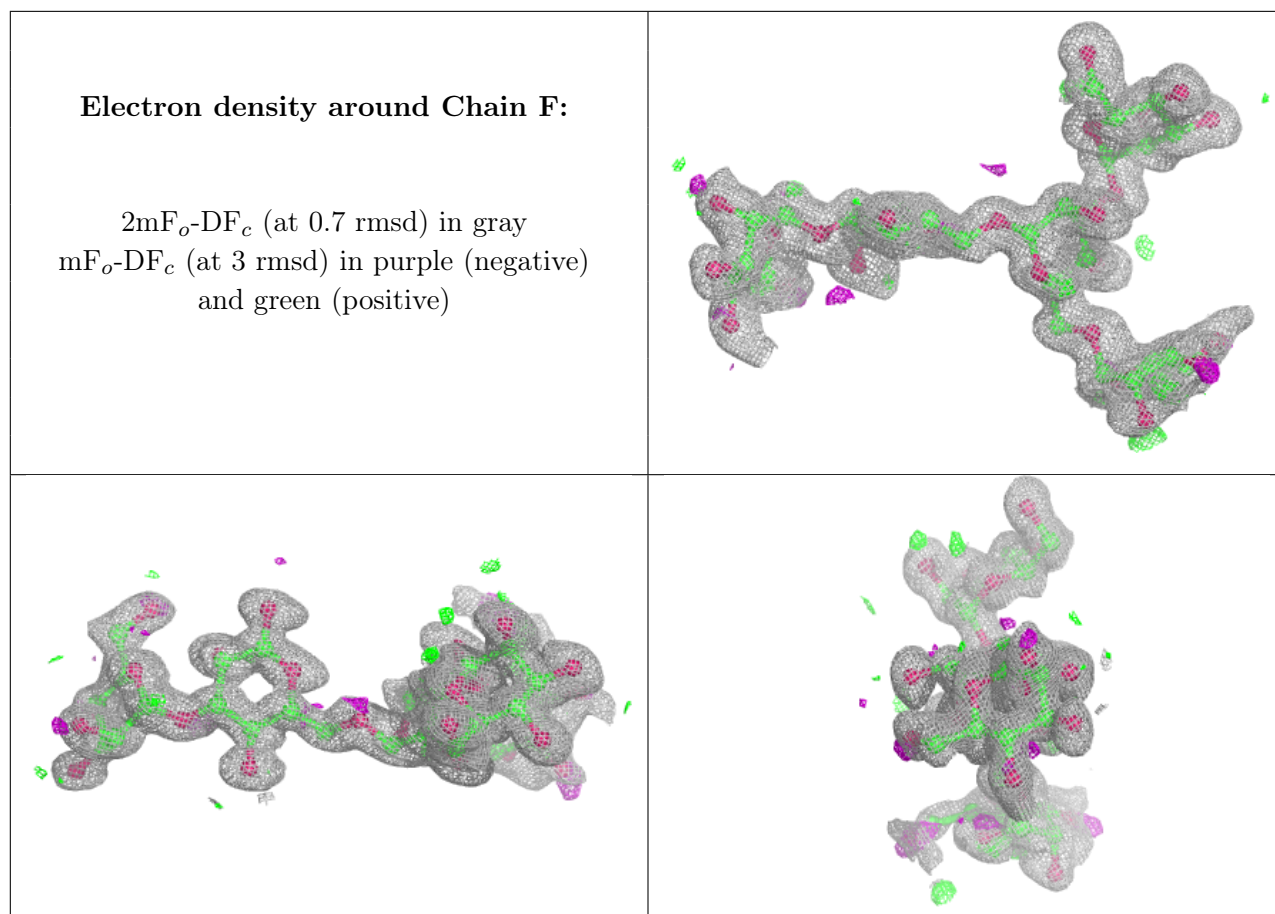 Electron density around Chain F:
2mFo-DFc (at 0.7 rmsd) in gray
mFo-DFc (at 3 rmsd) in purple (negative)
and green (positive)